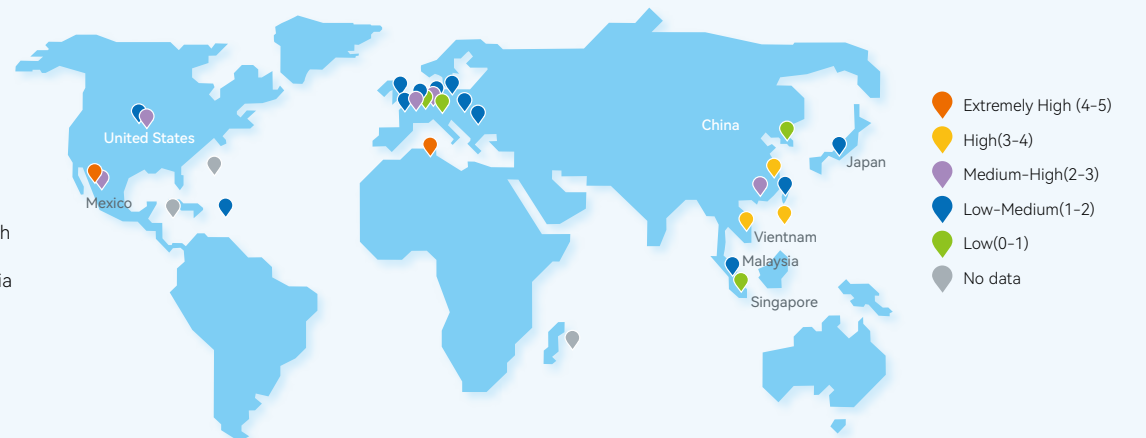 United States
Mexico
h
ia
China
Japan
Vientnam
Malaysia
Singapore
Extremely High (4-5)
High(3-4)
Medium-High(2-3)
Low-Medium(1-2)
Low(0-1)
No data